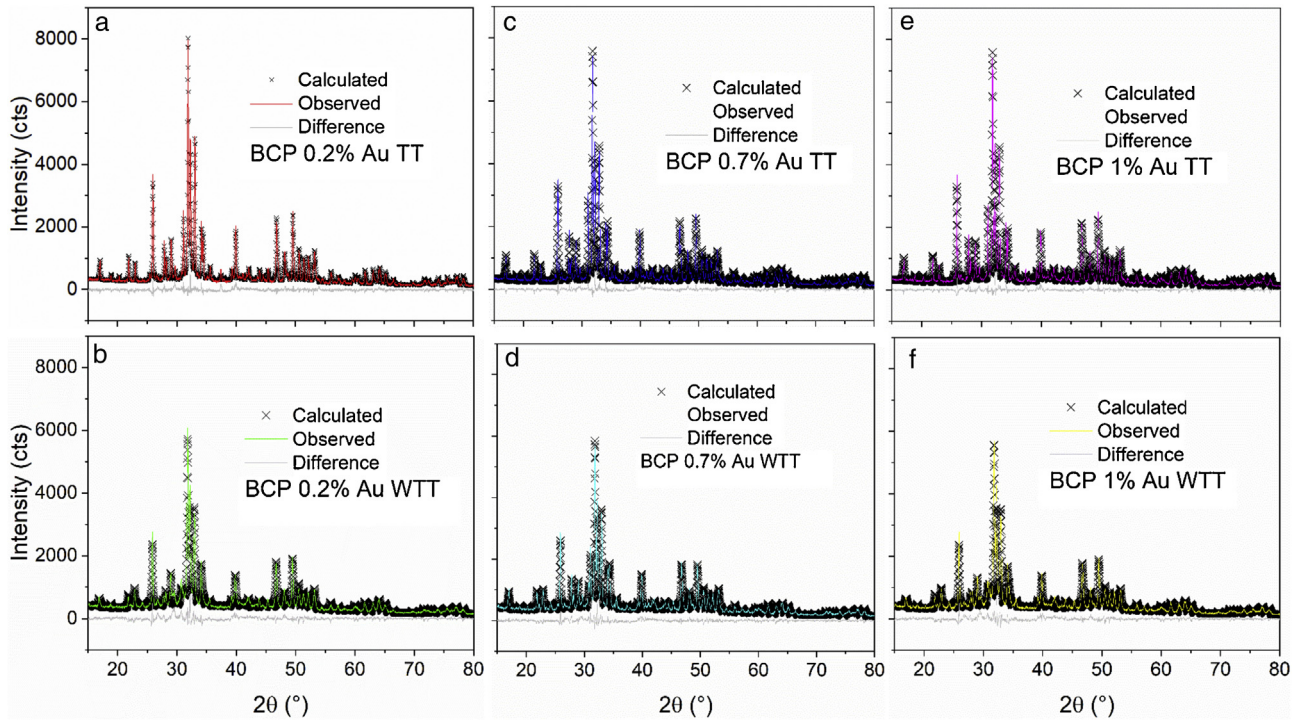 a
8000
6000
4000
2000
0
Intensity (cts)
Calculated
Observed
Difference
BCP 0.2% Au TT
c
Calculated
Observed
Difference
BCP 0.7% Au TT
e
Calculated
Observed
Difference
BCP 1% Au TT
b
8000
6000
4000
2000
0
Intensity (cts)
Calculated
Observed
Difference
BCP 0.2% Au WTT
20 30 40 50 60 70 80
2θ (°)
d
Calculated
Observed
Difference
BCP 0.7% Au WTT
20 30 40 50 60 70 80
2θ (°)
f
Calculated
Observed
Difference
BCP 1% Au WTT
20 30 40 50 60 70 80
2θ (°)